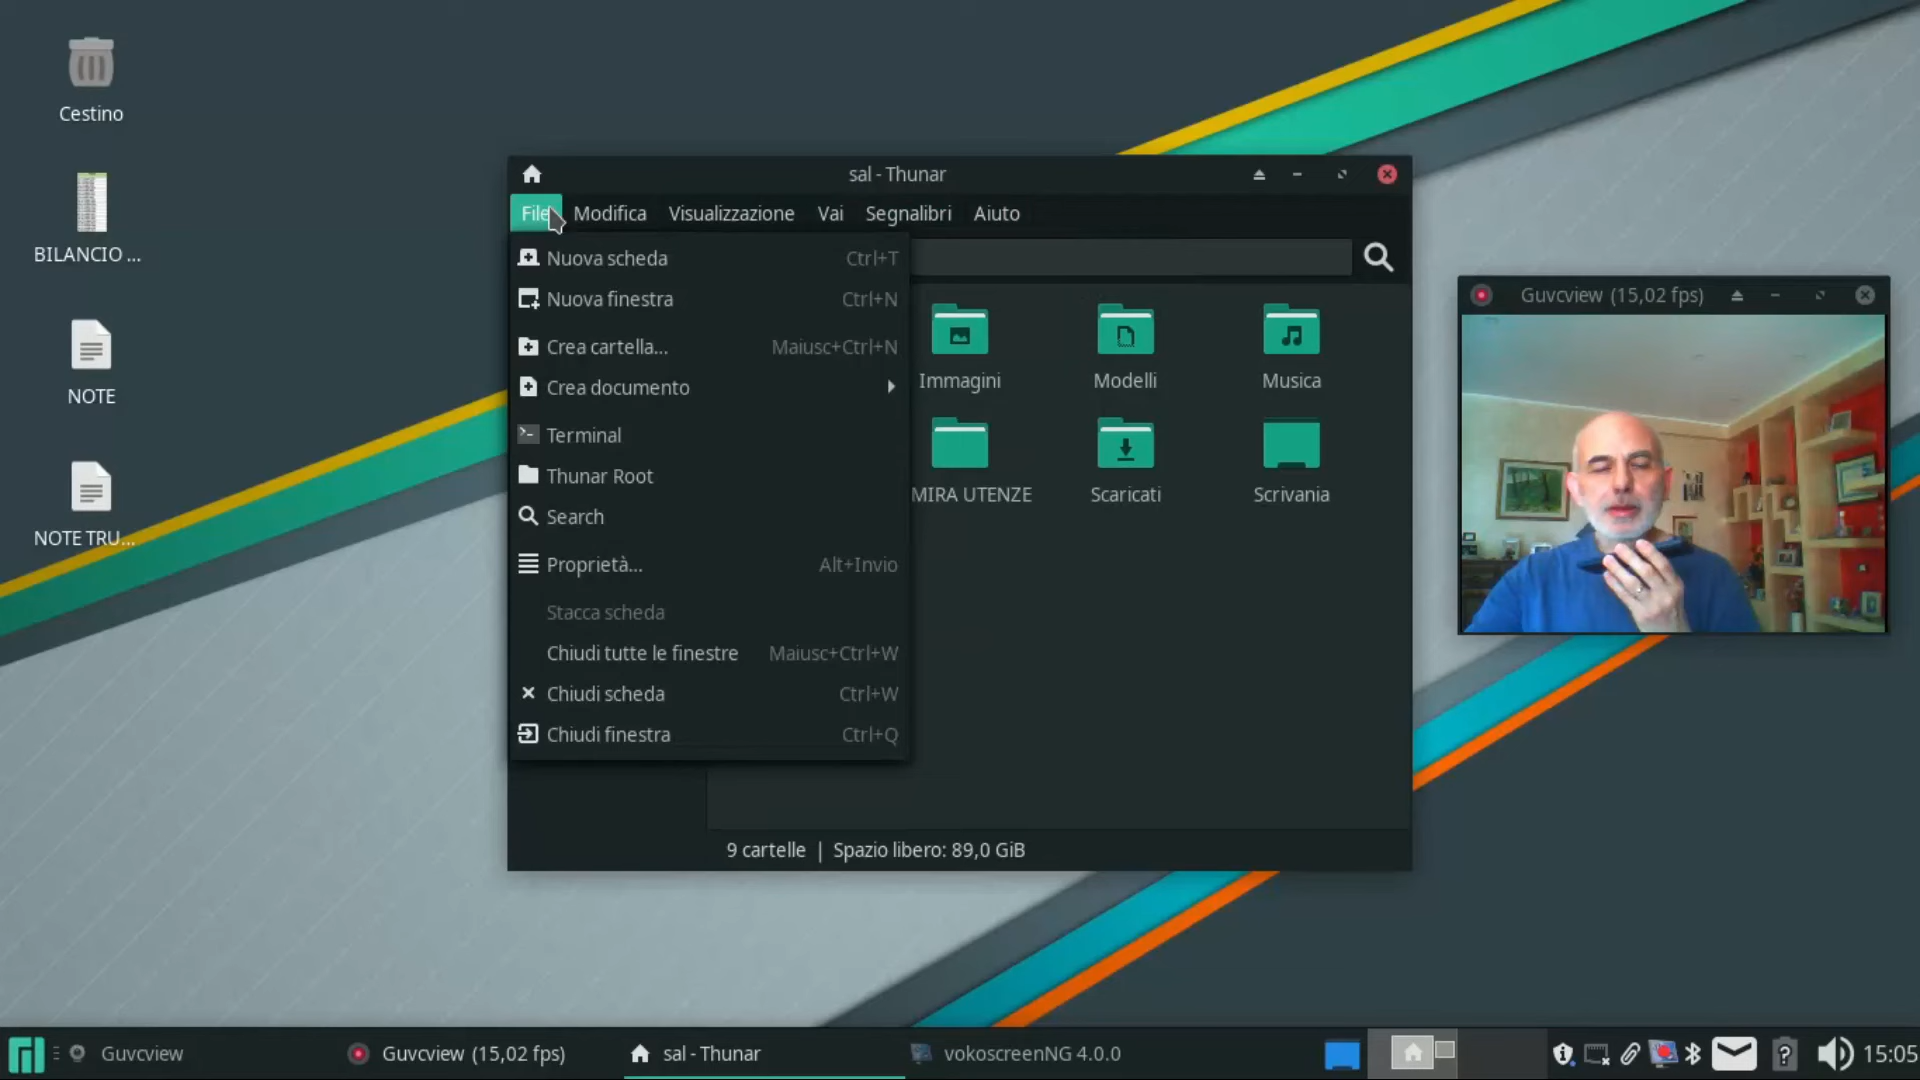 Cestino
BILANCIO ...
NOTE
NOTE TRU...
sal - Thunar
File Modifica Visualizzazione Vai Segnalibri Aiuto
Nuova scheda Ctrl+T
Nuova finestra Ctrl+N
Crea cartella... Maiusc+Ctrl+N
Crea documento
Terminal
Thunar Root
Search
Proprietà... Alt+Invio
Stacca scheda
Chiudi tutte le finestre Maiusc+Ctrl+W
Chiudi scheda Ctrl+W
Chiudi finestra Ctrl+Q
Immagini Modelli Musica
MIRA UTENZE Scaricati Scrivania
9 cartelle | Spazio libero: 89,0 GiB
Guvcview (15,02 fps)
Guvcview Guvcview (15,02 fps) sal - Thunar vokoscreenNG 4.0.0 15:05